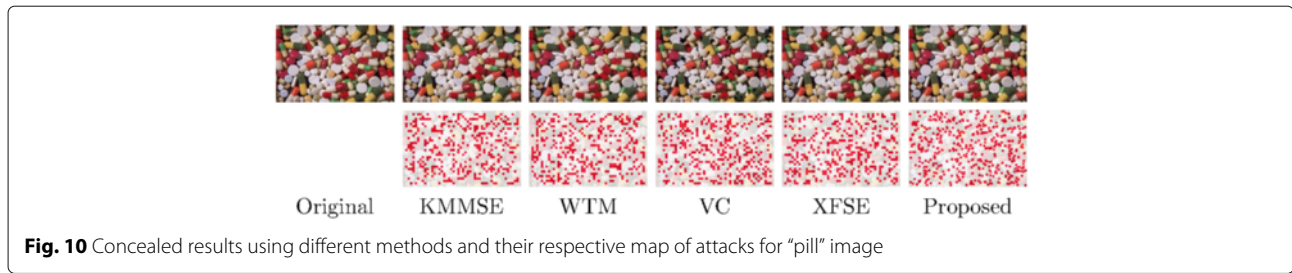 Original KMMSE WTM VC XFSE Proposed
Fig. 10 Concealed results using different methods and their respective map of attacks for “pill” image